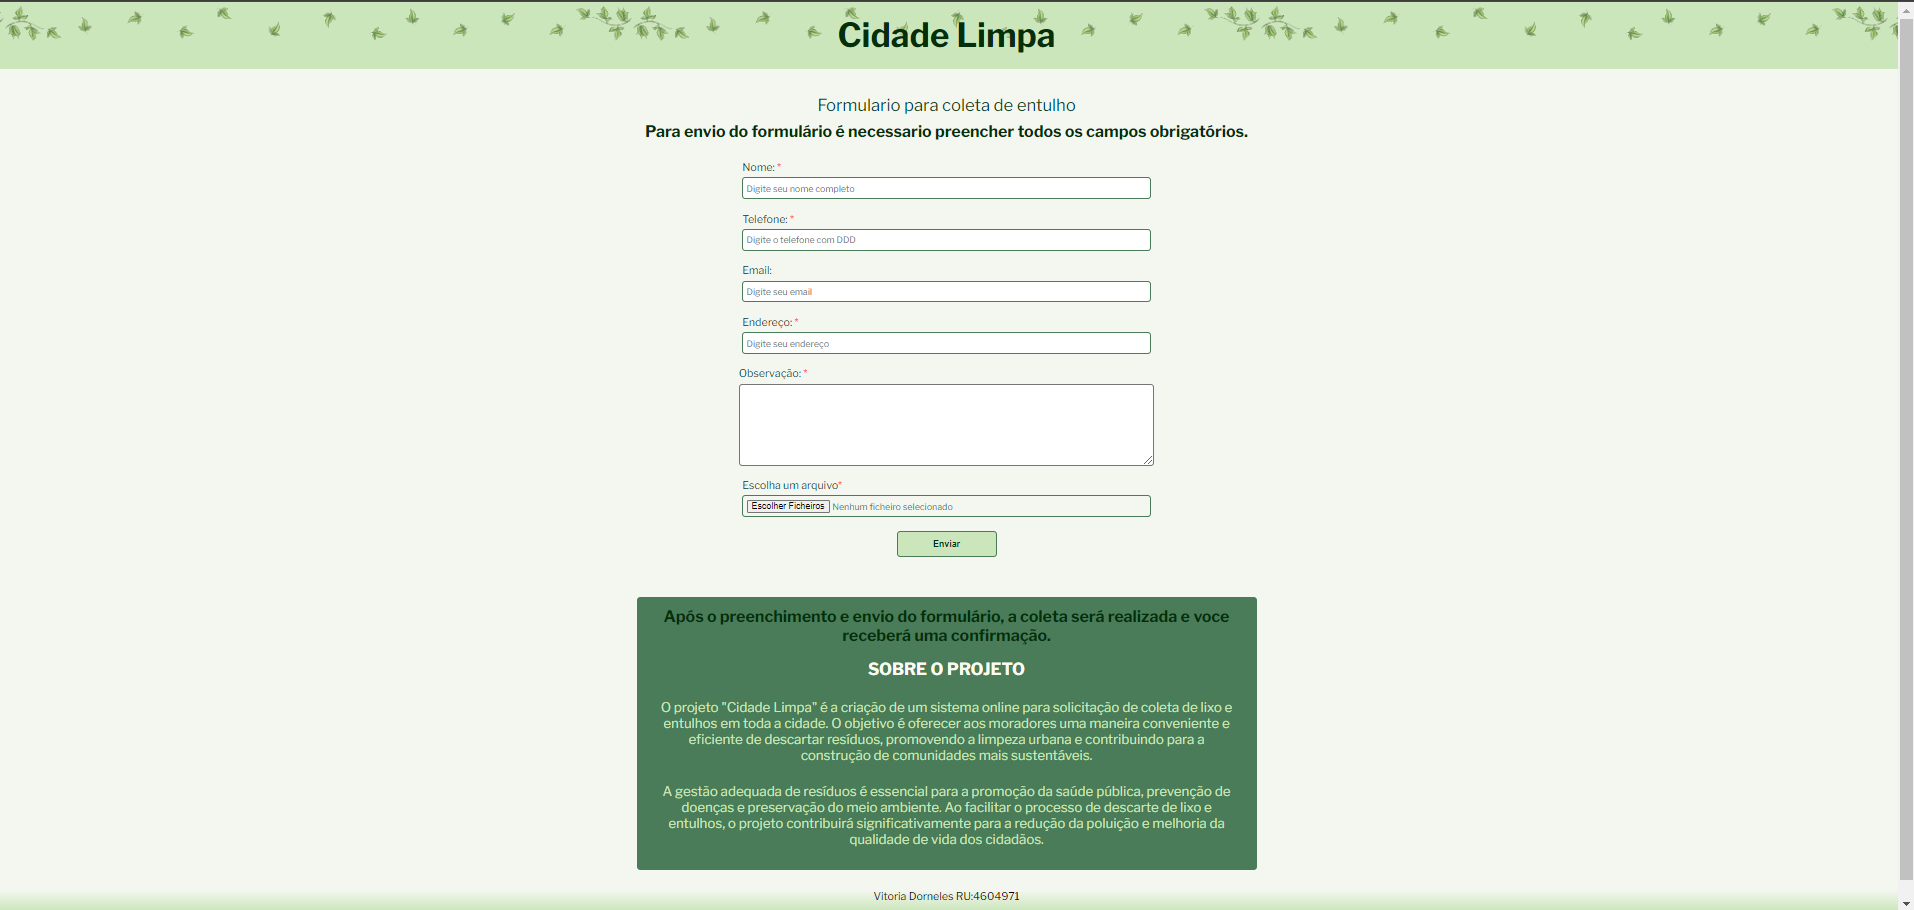 Cidade Limpa
Formulario para coleta de entulho
Para envio do formulário é necessario preencher todos os campos obrigatórios.
Nome: *
Digite seu nome completo
Telefone: *
Digite o telefone com DDD
Email:
Digite seu email
Endereço: *
Digite seu endereço
Observação: *
Escolha um arquivo*
Escolher Ficheiros Nenhum ficheiro selecionado
Enviar
Após o preenchimento e envio do formulário, a coleta será realizada e voce
receberá uma confirmação.
SOBRE O PROJETO
O projeto "Cidade Limpa" é a criação de um sistema online para solicitação de coleta de lixo e
entulhos em toda a cidade. O objetivo é oferecer aos moradores uma maneira conveniente e
eficiente de descartar resíduos, promovendo a limpeza urbana e contribuindo para a
construção de comunidades mais sustentáveis.
A gestão adequada de resíduos é essencial para a promoção da saúde pública, prevenção de
doenças e preservação do meio ambiente. Ao facilitar o processo de descarte de lixo e
entulhos, o projeto contribuirá significativamente para a redução da poluição e melhoria da
qualidade de vida dos cidadãos.
Vitoria Dorneles RU:4604971